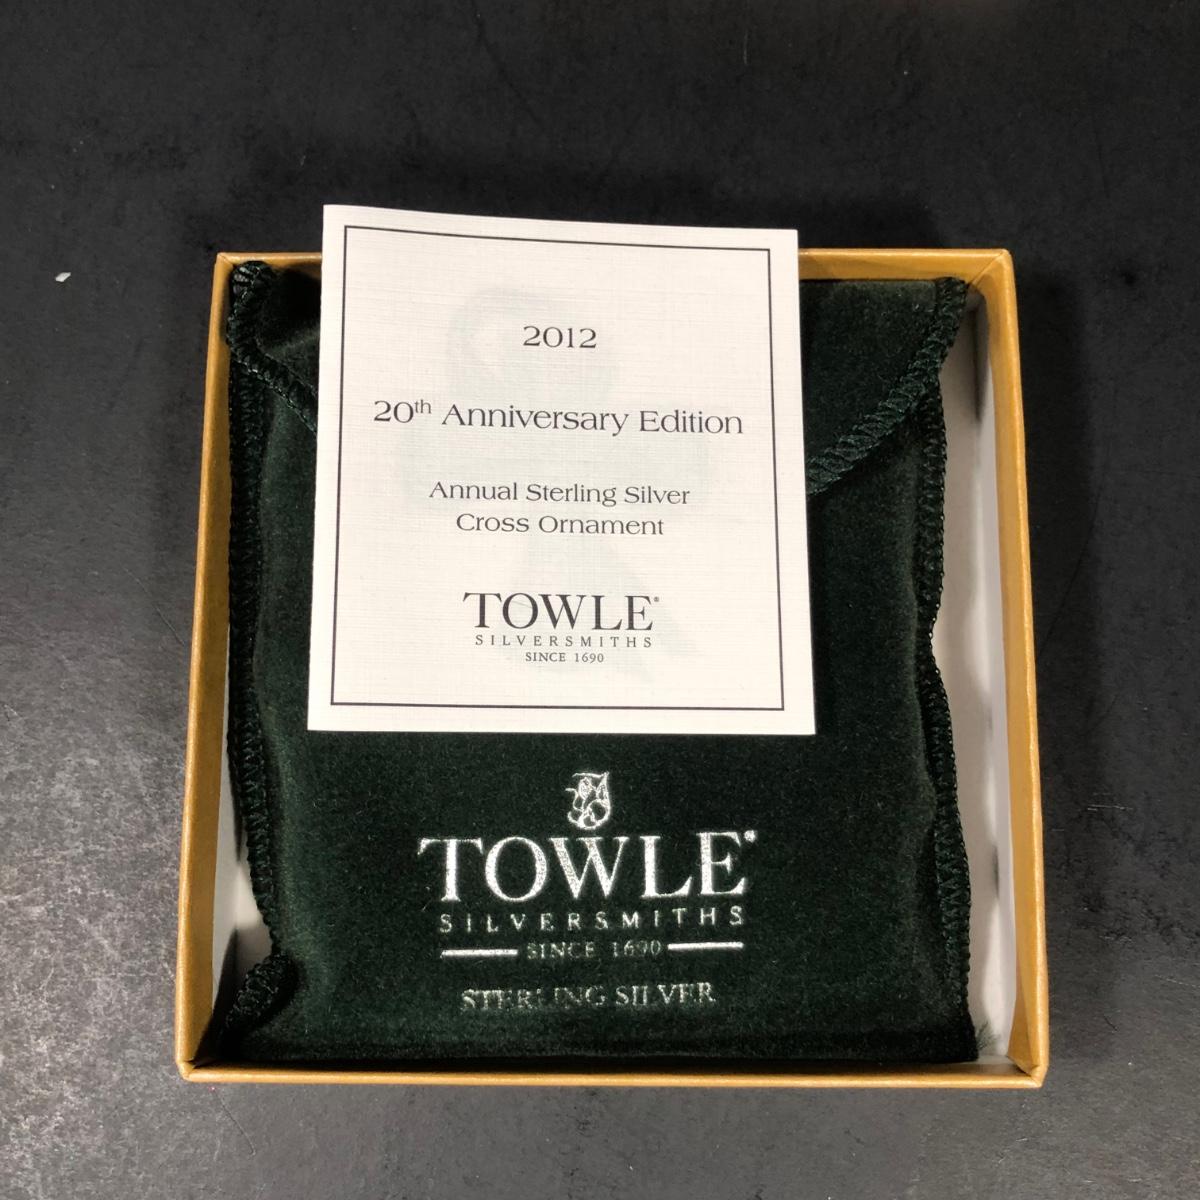 2012
20th Anniversary Edition
Annual Sterling Silver
Cross Ornament
TOWLE®
SILVERSMITHS
SINCE 1690
TOWLE®
SILVERSMITHS
SINCE 1690
STERLING SILVER